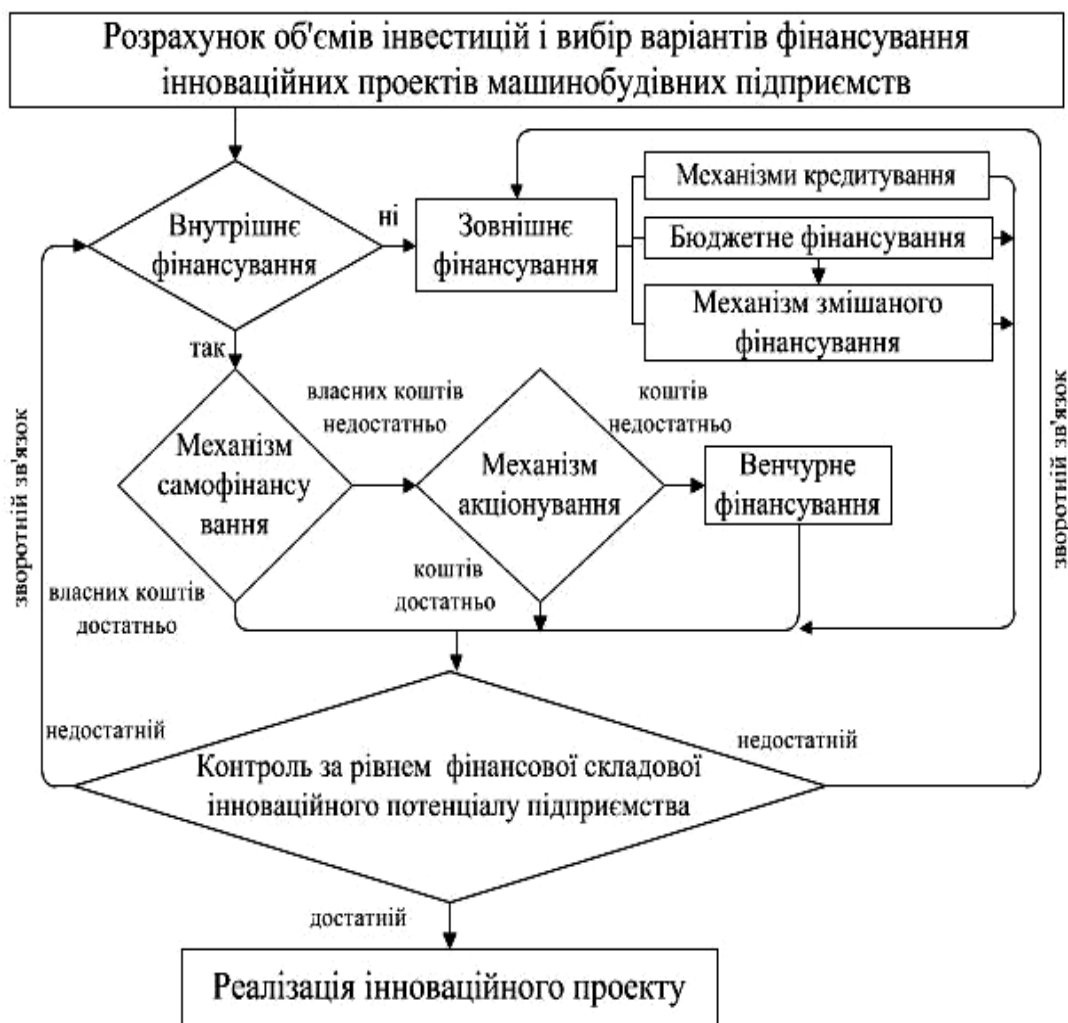 Розрахунок об'ємів інвестицій і вибір варіантів фінансування
інноваційних проектів машинобудівних підприємств
Внутрішнє
фінансування
ні
Зовнішнє
фінансування
Механізми кредитування
Бюджетне фінансування
Механізм змішаного
фінансування
так
Механізм
самофінансу
вання
власних коштів
недостатньо
Механізм
акціонування
коштів
недостатньо
Венчурне
фінансування
зворотній зв'язок
зворотній зв'язок
власних коштів
достатньо
коштів
достатньо
недостатній
недостатній
Контроль за рівнем фінансової складової
інноваційного потенціалу підприємства
достатній
Реалізація інноваційного проекту